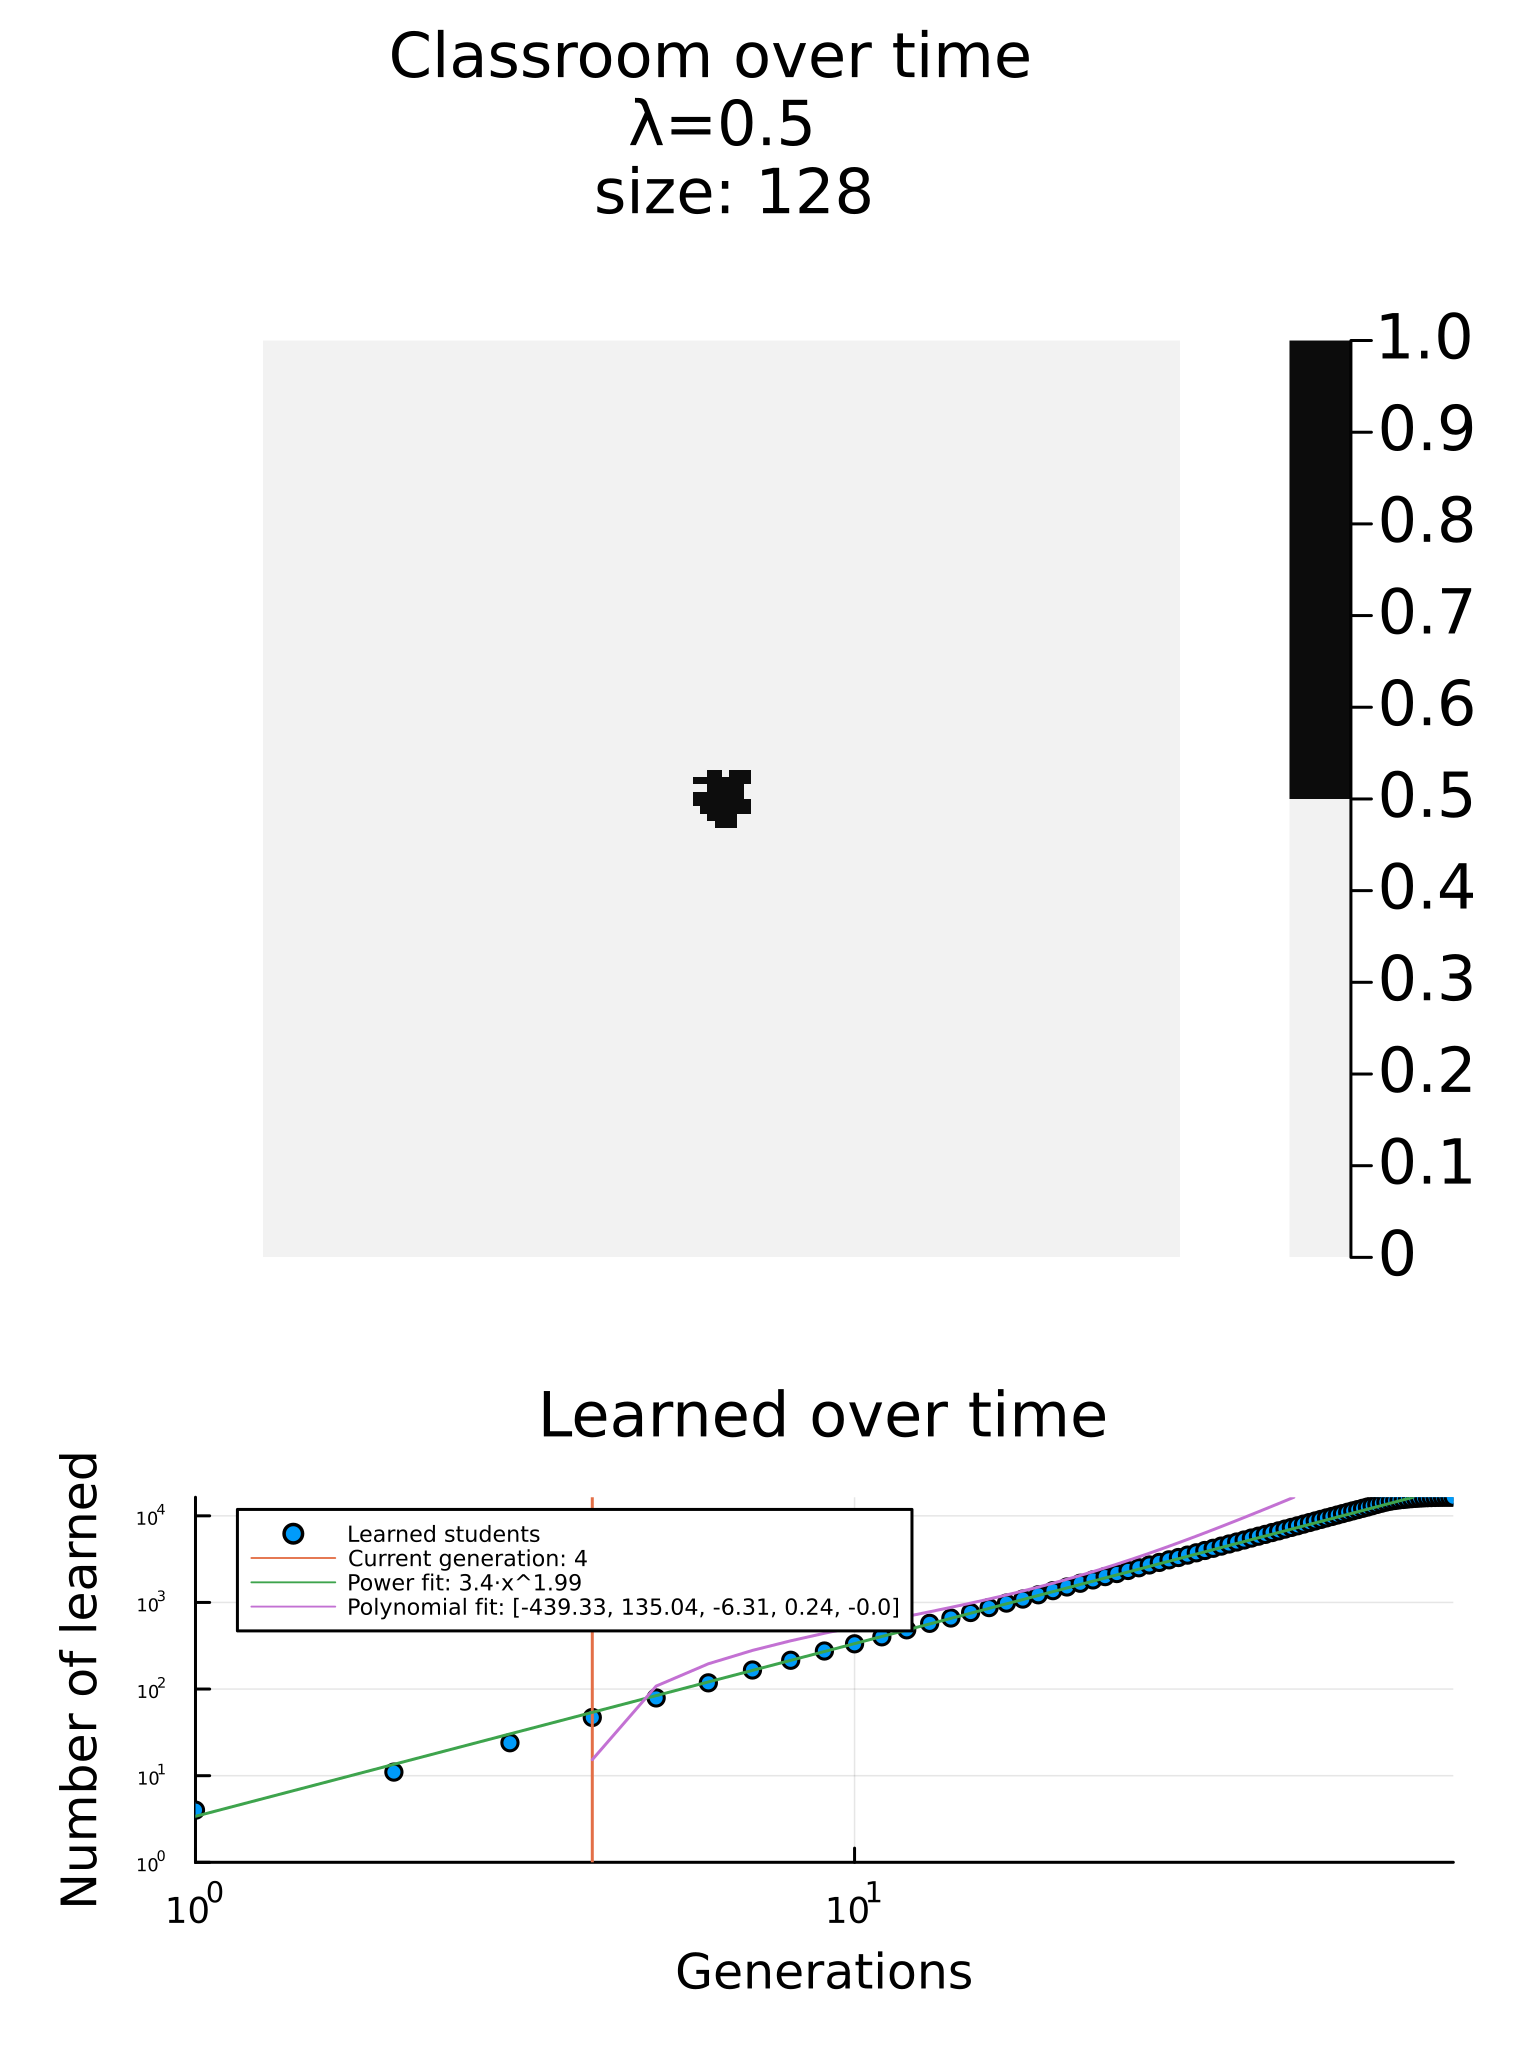 Classroom over time
λ=0.5
size: 128
1.0
0.9
0.8
0.7
0.6
0.5
0.4
0.3
0.2
0.1
0
Learned over time
Number of learned
10^4
10^3
10^2
10^1
10^0
Learned students
Current generation: 4
Power fit: 3.4·x^1.99
Polynomial fit: [-439.33, 135.04, -6.31, 0.24, -0.0]
10^0
10^1
Generations